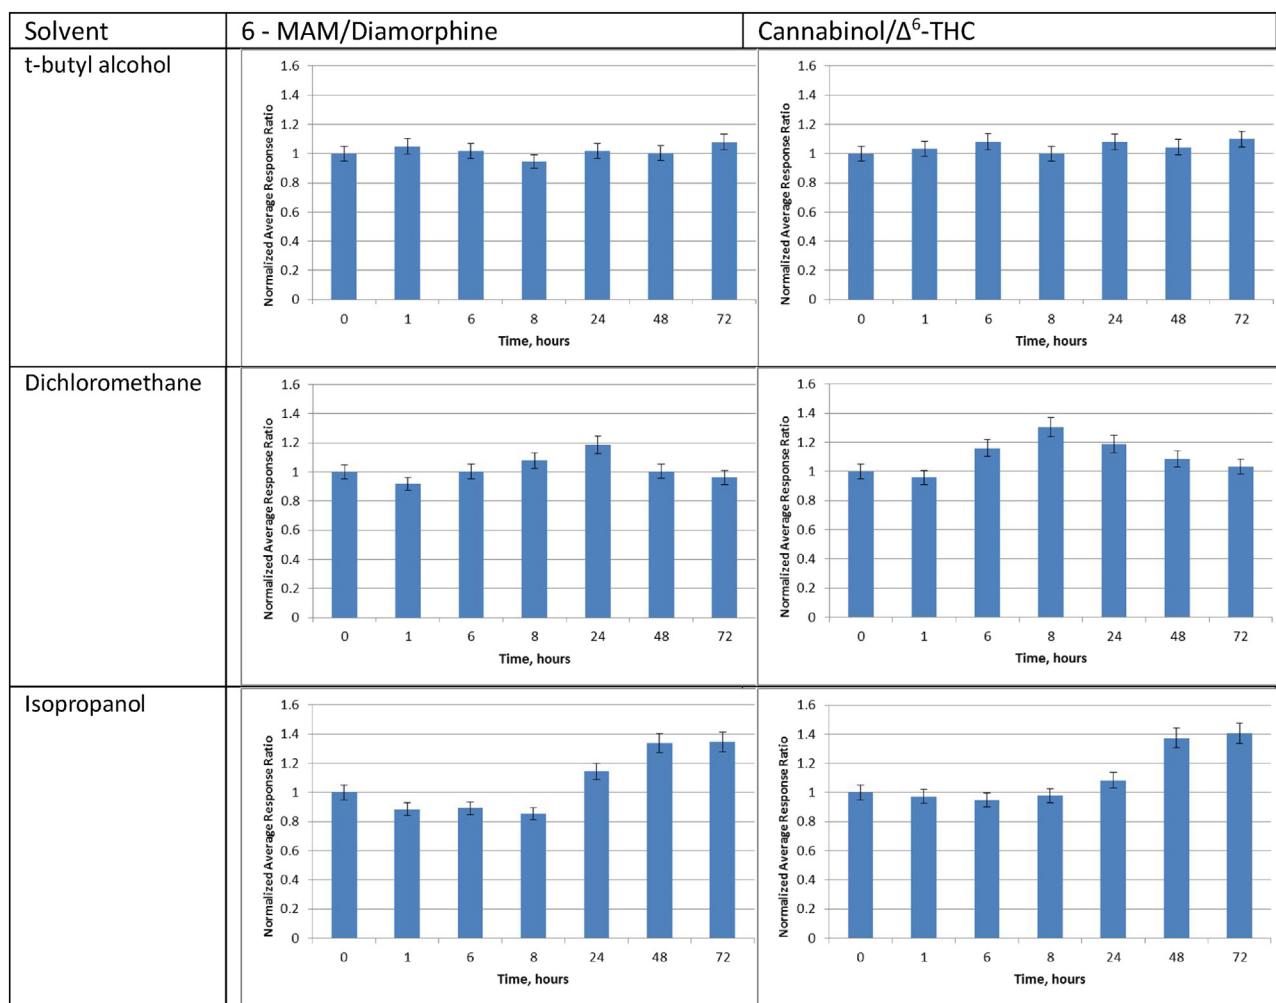 Solvent
6 - MAM/Diamorphine
Cannabinol/Δ⁶-THC
t-butyl alcohol
Normalized Average Response Ratio
1.6
1.4
1.2
1
0.8
0.6
0.4
0.2
0
0 1 6 8 24 48 72
Time, hours
Normalized Average Response Ratio
1.6
1.4
1.2
1
0.8
0.6
0.4
0.2
0
0 1 6 8 24 48 72
Time, hours
Dichloromethane
Normalized Average Response Ratio
1.6
1.4
1.2
1
0.8
0.6
0.4
0.2
0
0 1 6 8 24 48 72
Time, hours
Normalized Average Response Ratio
1.6
1.4
1.2
1
0.8
0.6
0.4
0.2
0
0 1 6 8 24 48 72
Time, hours
Isopropanol
Normalized Average Response Ratio
1.6
1.4
1.2
1
0.8
0.6
0.4
0.2
0
0 1 6 8 24 48 72
Time, hours
Normalized Average Response Ratio
1.6
1.4
1.2
1
0.8
0.6
0.4
0.2
0
0 1 6 8 24 48 72
Time, hours